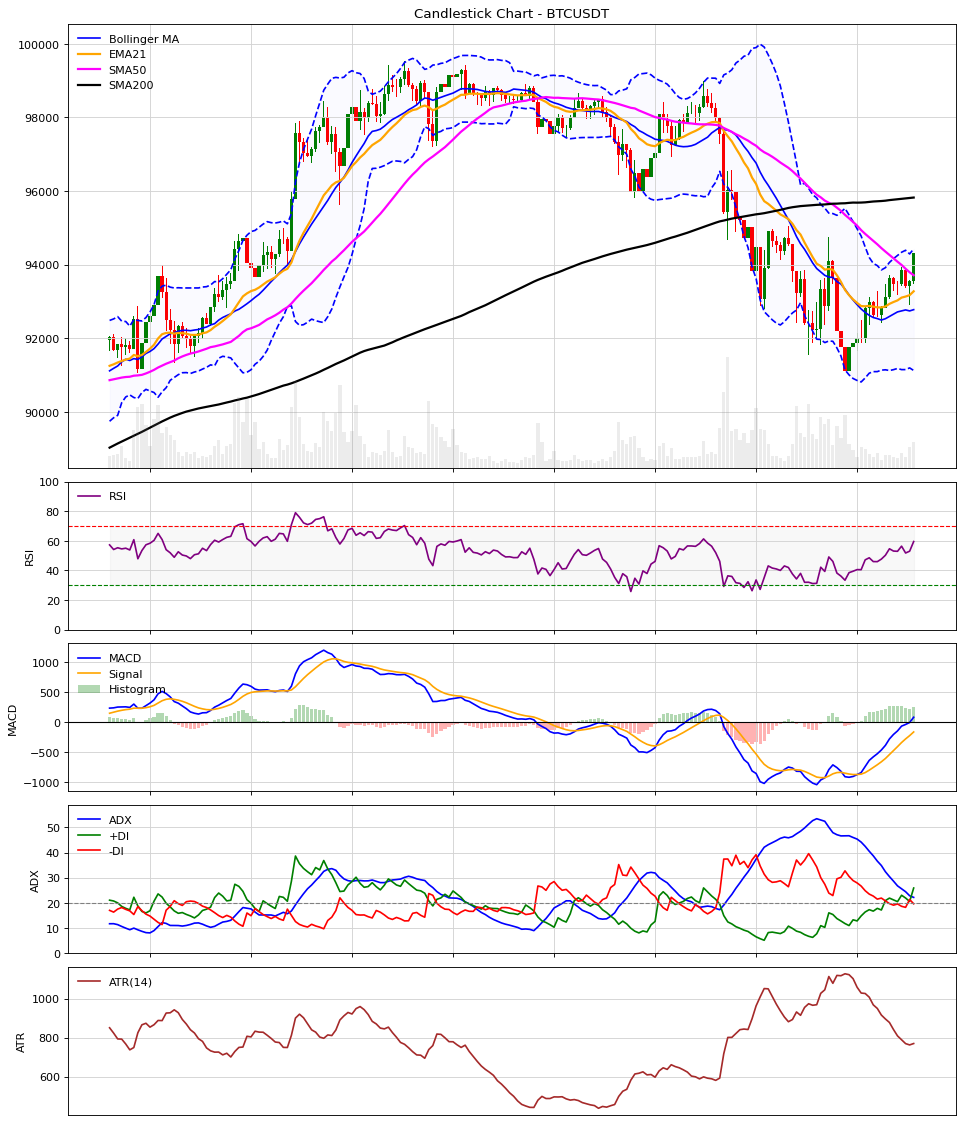 Candlestick Chart - BTCUSDT
Bollinger MA
EMA21
SMA50
SMA200
100000
98000
96000
94000
92000
90000
RSI
RSI
100
80
60
40
20
0
MACD
Signal
Histogram
MACD
1000
500
0
−500
−1000
ADX
+DI
-DI
ADX
50
40
30
20
10
0
ATR(14)
ATR
1000
800
600